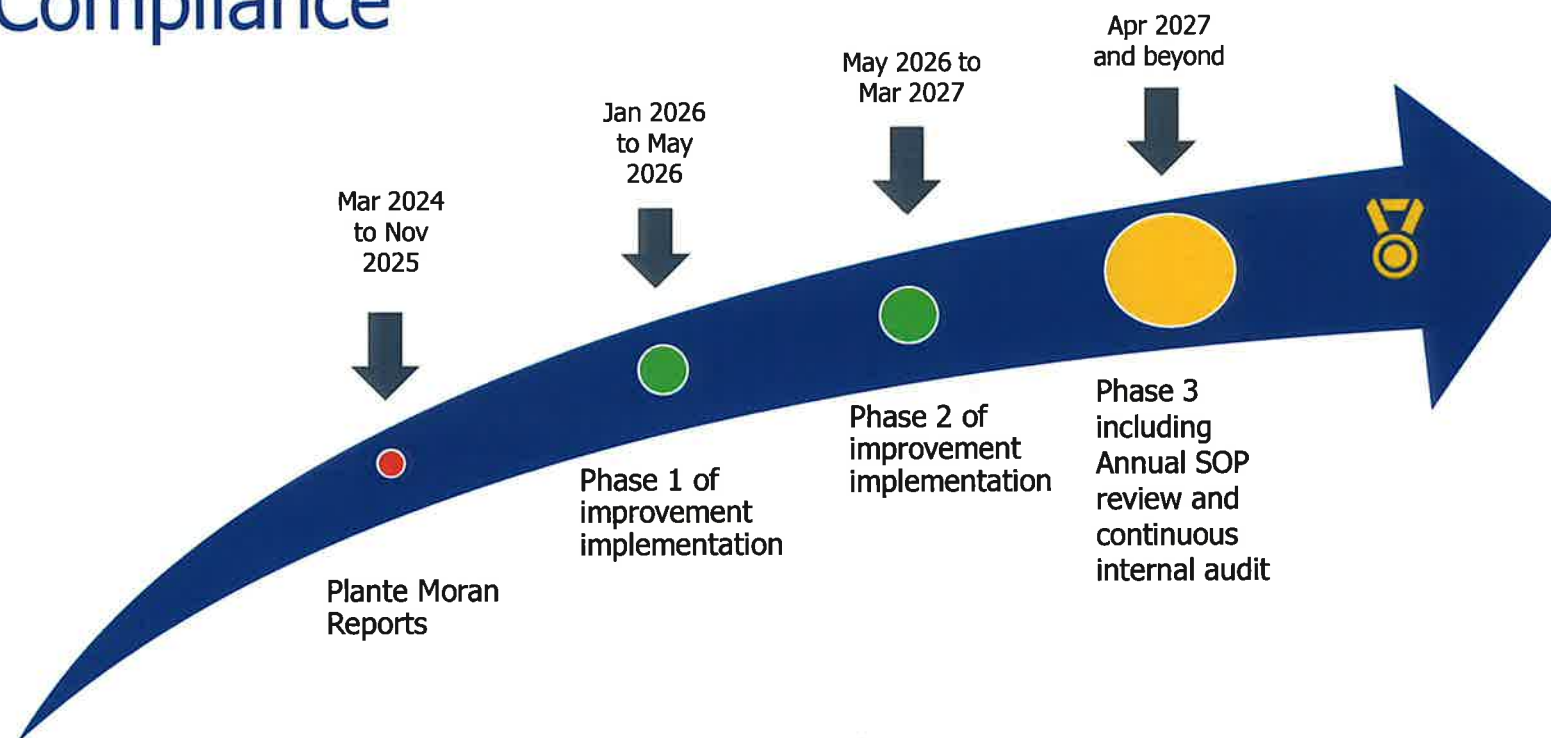 Compliance
Mar 2024
to Nov
2025
Plante Moran
Reports
Jan 2026
to May
2026
Phase 1 of
improvement
implementation
May 2026 to
Mar 2027
Phase 2 of
improvement
implementation
Apr 2027
and beyond
Phase 3
including
Annual SOP
review and
continuous
internal audit